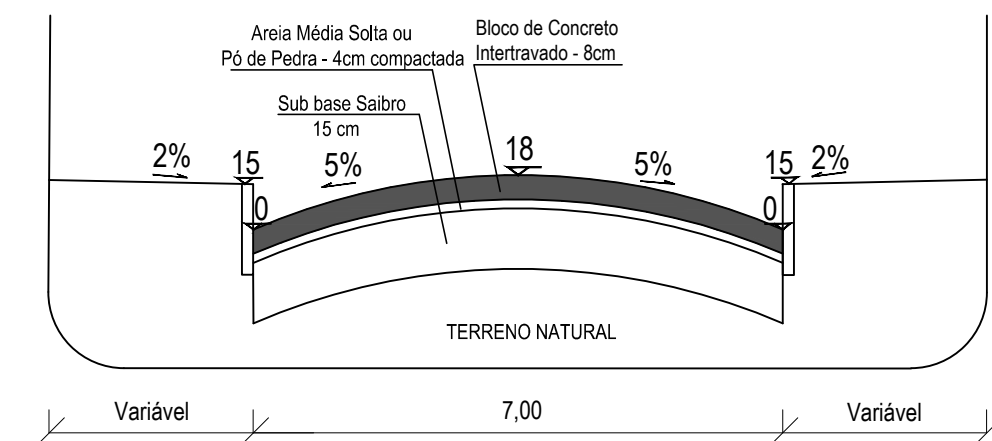 Areia Média Solta ou
Pó de Pedra - 4cm compactada
Bloco de Concreto
Intertravado - 8cm
Sub base Saibro
15 cm
2%
15
5%
18
5%
15
2%
0
0
TERRENO NATURAL
Variável
7,00
Variável